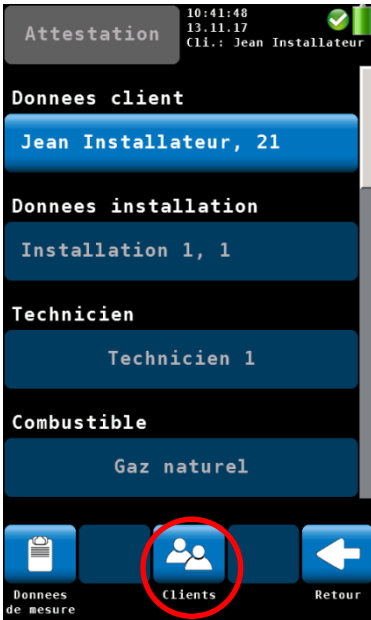 Attestation
10:41:48
13.11.17
Cli.: Jean Installateur
Donnees client
Jean Installateur, 21
Donnees installation
Installation 1, 1
Technicien
Technicien 1
Combustible
Gaz naturel
Donnees
de mesure
Clients
Retour